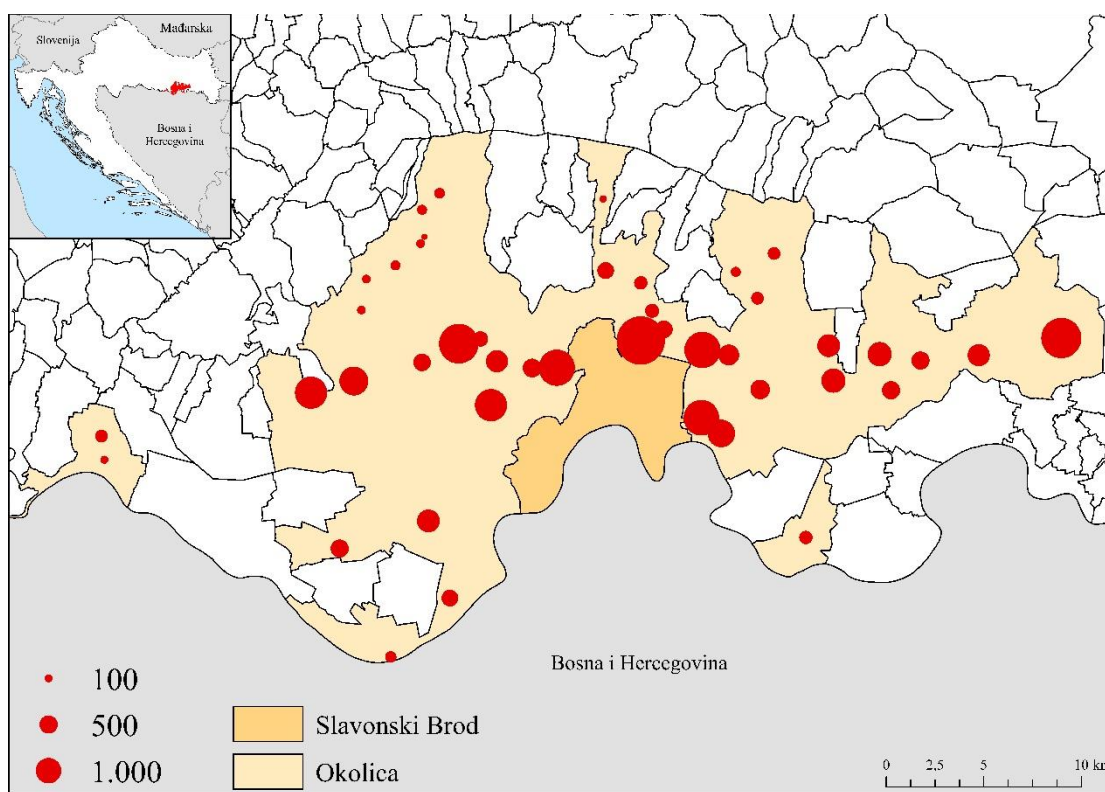 Slovenija
Mađarska
Bosna i
Hercegovina
Bosna i Hercegovina
100
500
1.000
Slavonski Brod
Okolica
0 2,5 5 10 km